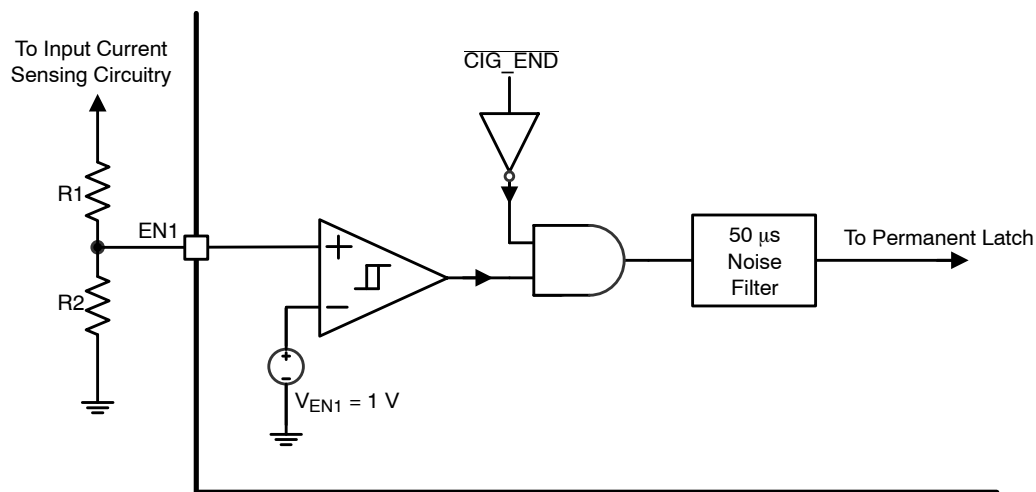 To Input Current
Sensing Circuitry
CIG_END
R1
EN1
R2
+
−
+
−
V_EN1 = 1 V
50 μs
Noise
Filter
To Permanent Latch